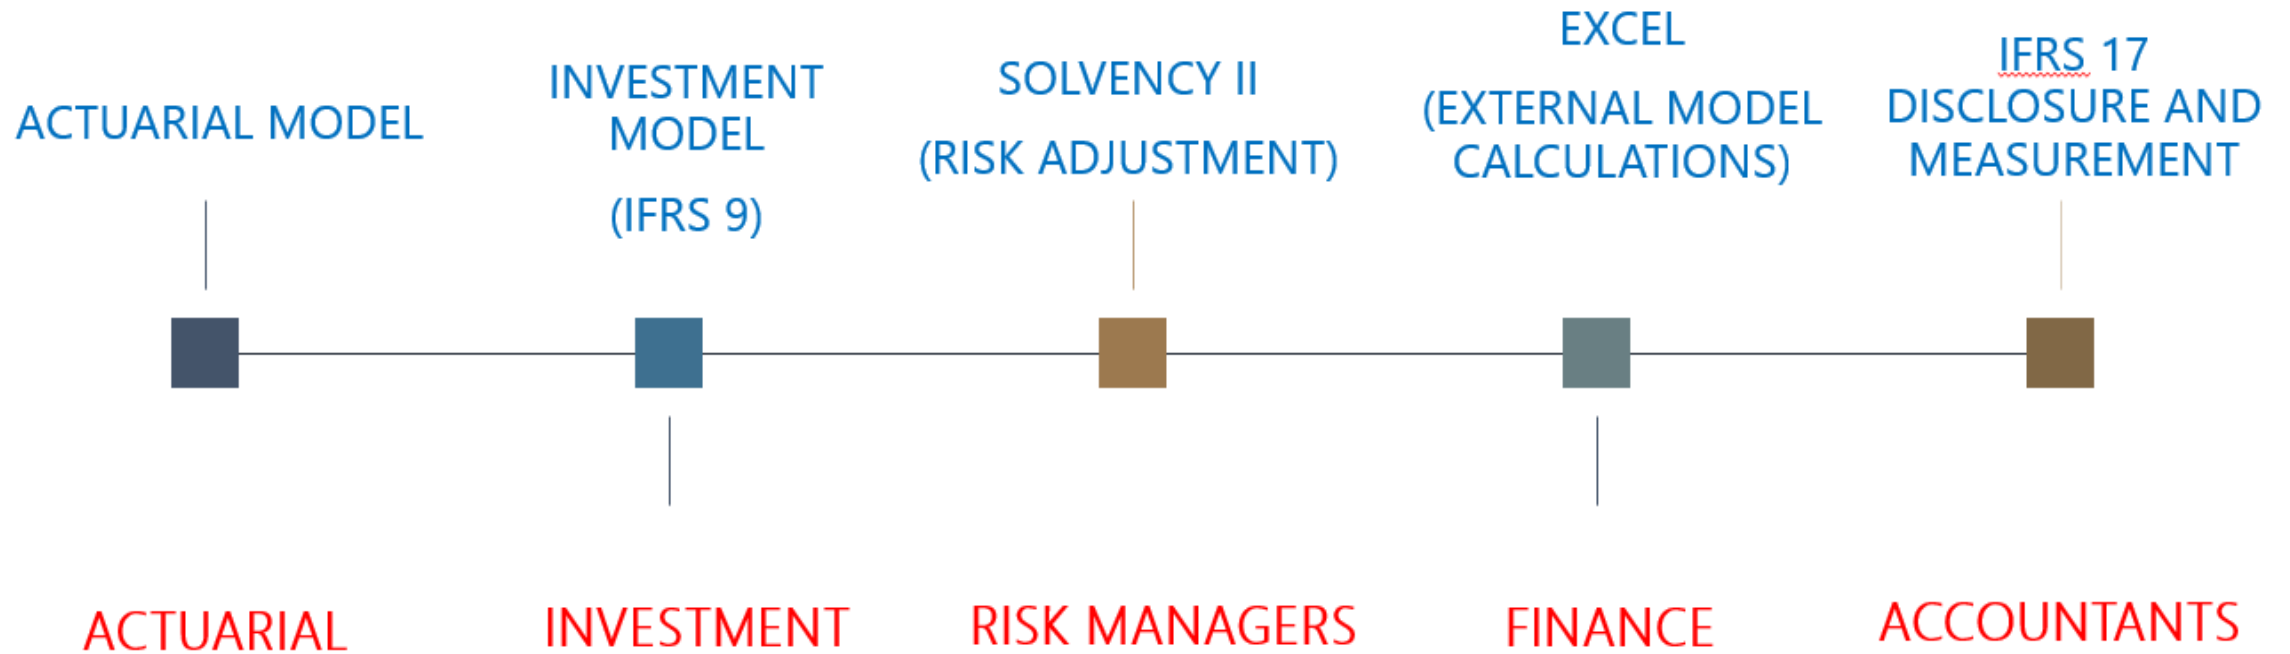 ACTUARIAL MODEL
INVESTMENT
MODEL
(IFRS 9)
SOLVENCY II
(RISK ADJUSTMENT)
EXCEL
(EXTERNAL MODEL
CALCULATIONS)
IFRS 17
DISCLOSURE AND
MEASUREMENT
ACTUARIAL
INVESTMENT
RISK MANAGERS
FINANCE
ACCOUNTANTS